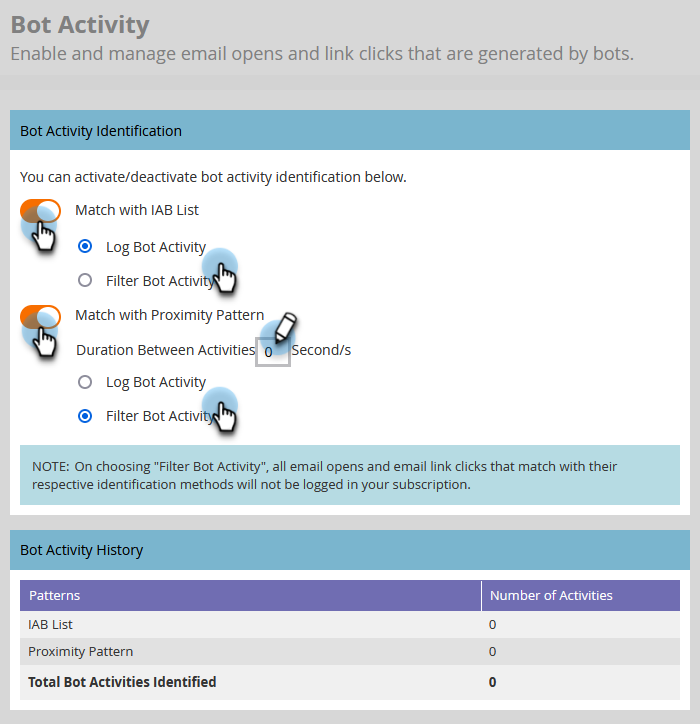 Bot Activity
Enable and manage email opens and link clicks that are generated by bots.
Bot Activity Identification
You can activate/deactivate bot activity identification below.
Match with IAB List
Log Bot Activity
Filter Bot Activity
Match with Proximity Pattern
Duration Between Activities 0 Second/s
Log Bot Activity
Filter Bot Activity
NOTE: On choosing "Filter Bot Activity", all email opens and email link clicks that match with their
respective identification methods will not be logged in your subscription.
Bot Activity History
Patterns Number of Activities
IAB List 0
Proximity Pattern 0
Total Bot Activities Identified 0